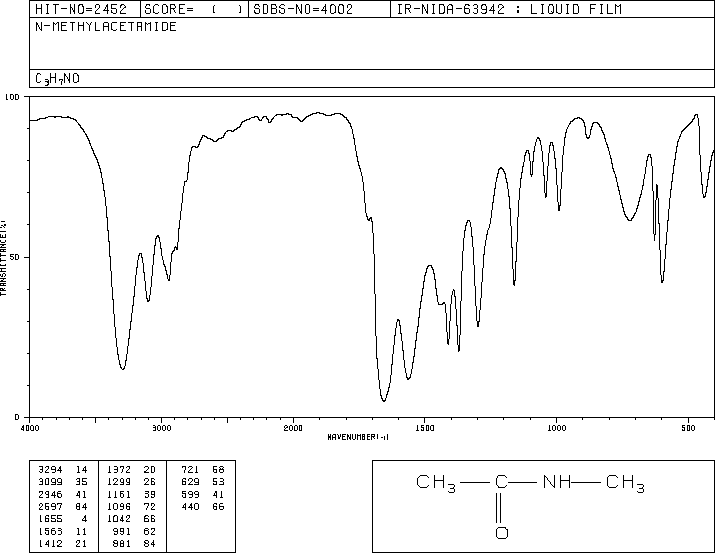 HIT-NO=2452 SCORE= ( ) SDBS-NO=4002 IR-NIDA-63942 : LIQUID FILM
N-METHYLACETAMIDE
C3H7NO
100
TRANSMITTANCE(%)
50
0
4000 3000 2000 1500 1000 500
WAVENUMBER(-1)
3294 14 1372 20 721 58
3099 35 1299 26 629 53
2946 41 1161 39 599 41
2697 84 1096 72 440 66
1655 4 1042 66
1563 11 991 62
1412 21 881 84
CH3 C NH CH3
O